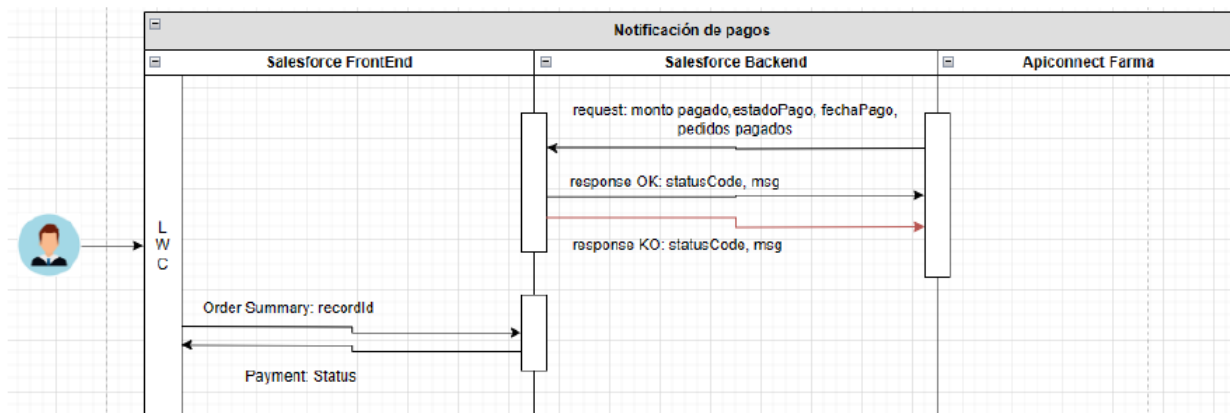 Notificación de pagos
Salesforce FrontEnd
Salesforce Backend
Apiconnect Farma
request: monto pagado,estadoPago, fechaPago,
pedidos pagados
response OK: statusCode, msg
response KO: statusCode, msg
L
W
C
Order Summary: recordId
Payment: Status